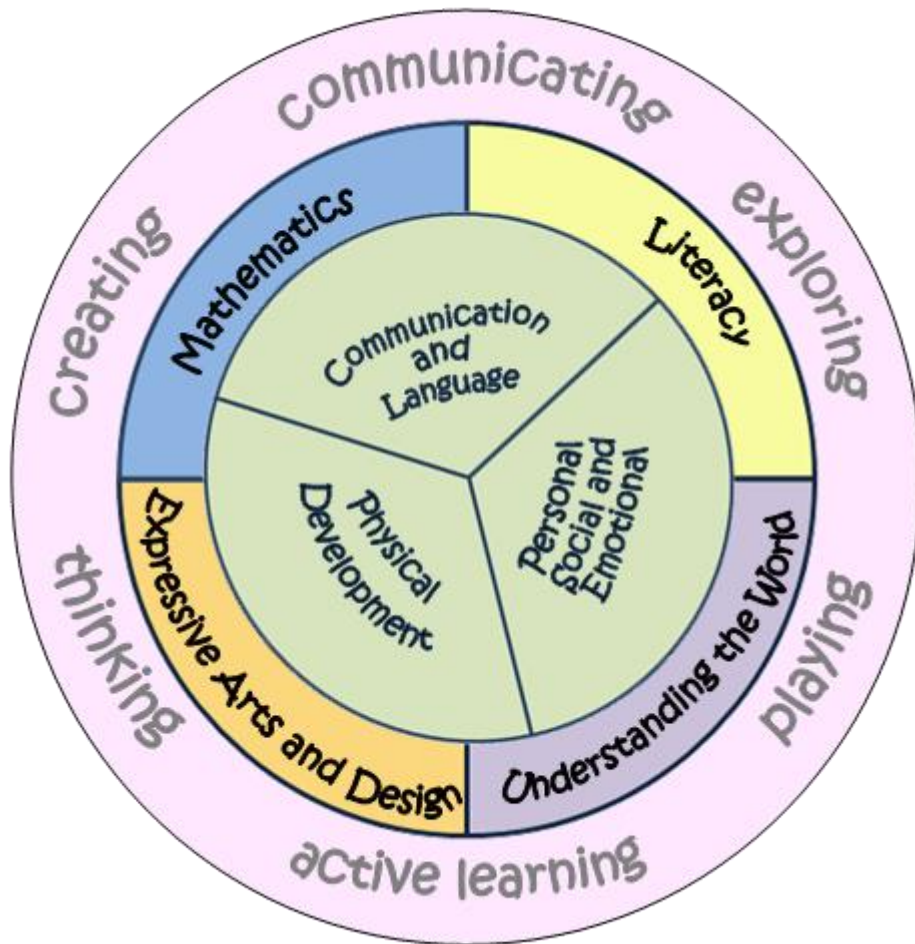 communicating
exploring
playing
active learning
thinking
creating
Mathematics
Literacy
Understanding the World
Expressive Arts and Design
Communication
and
Language
Personal
Social and
Emotional
Physical
Development